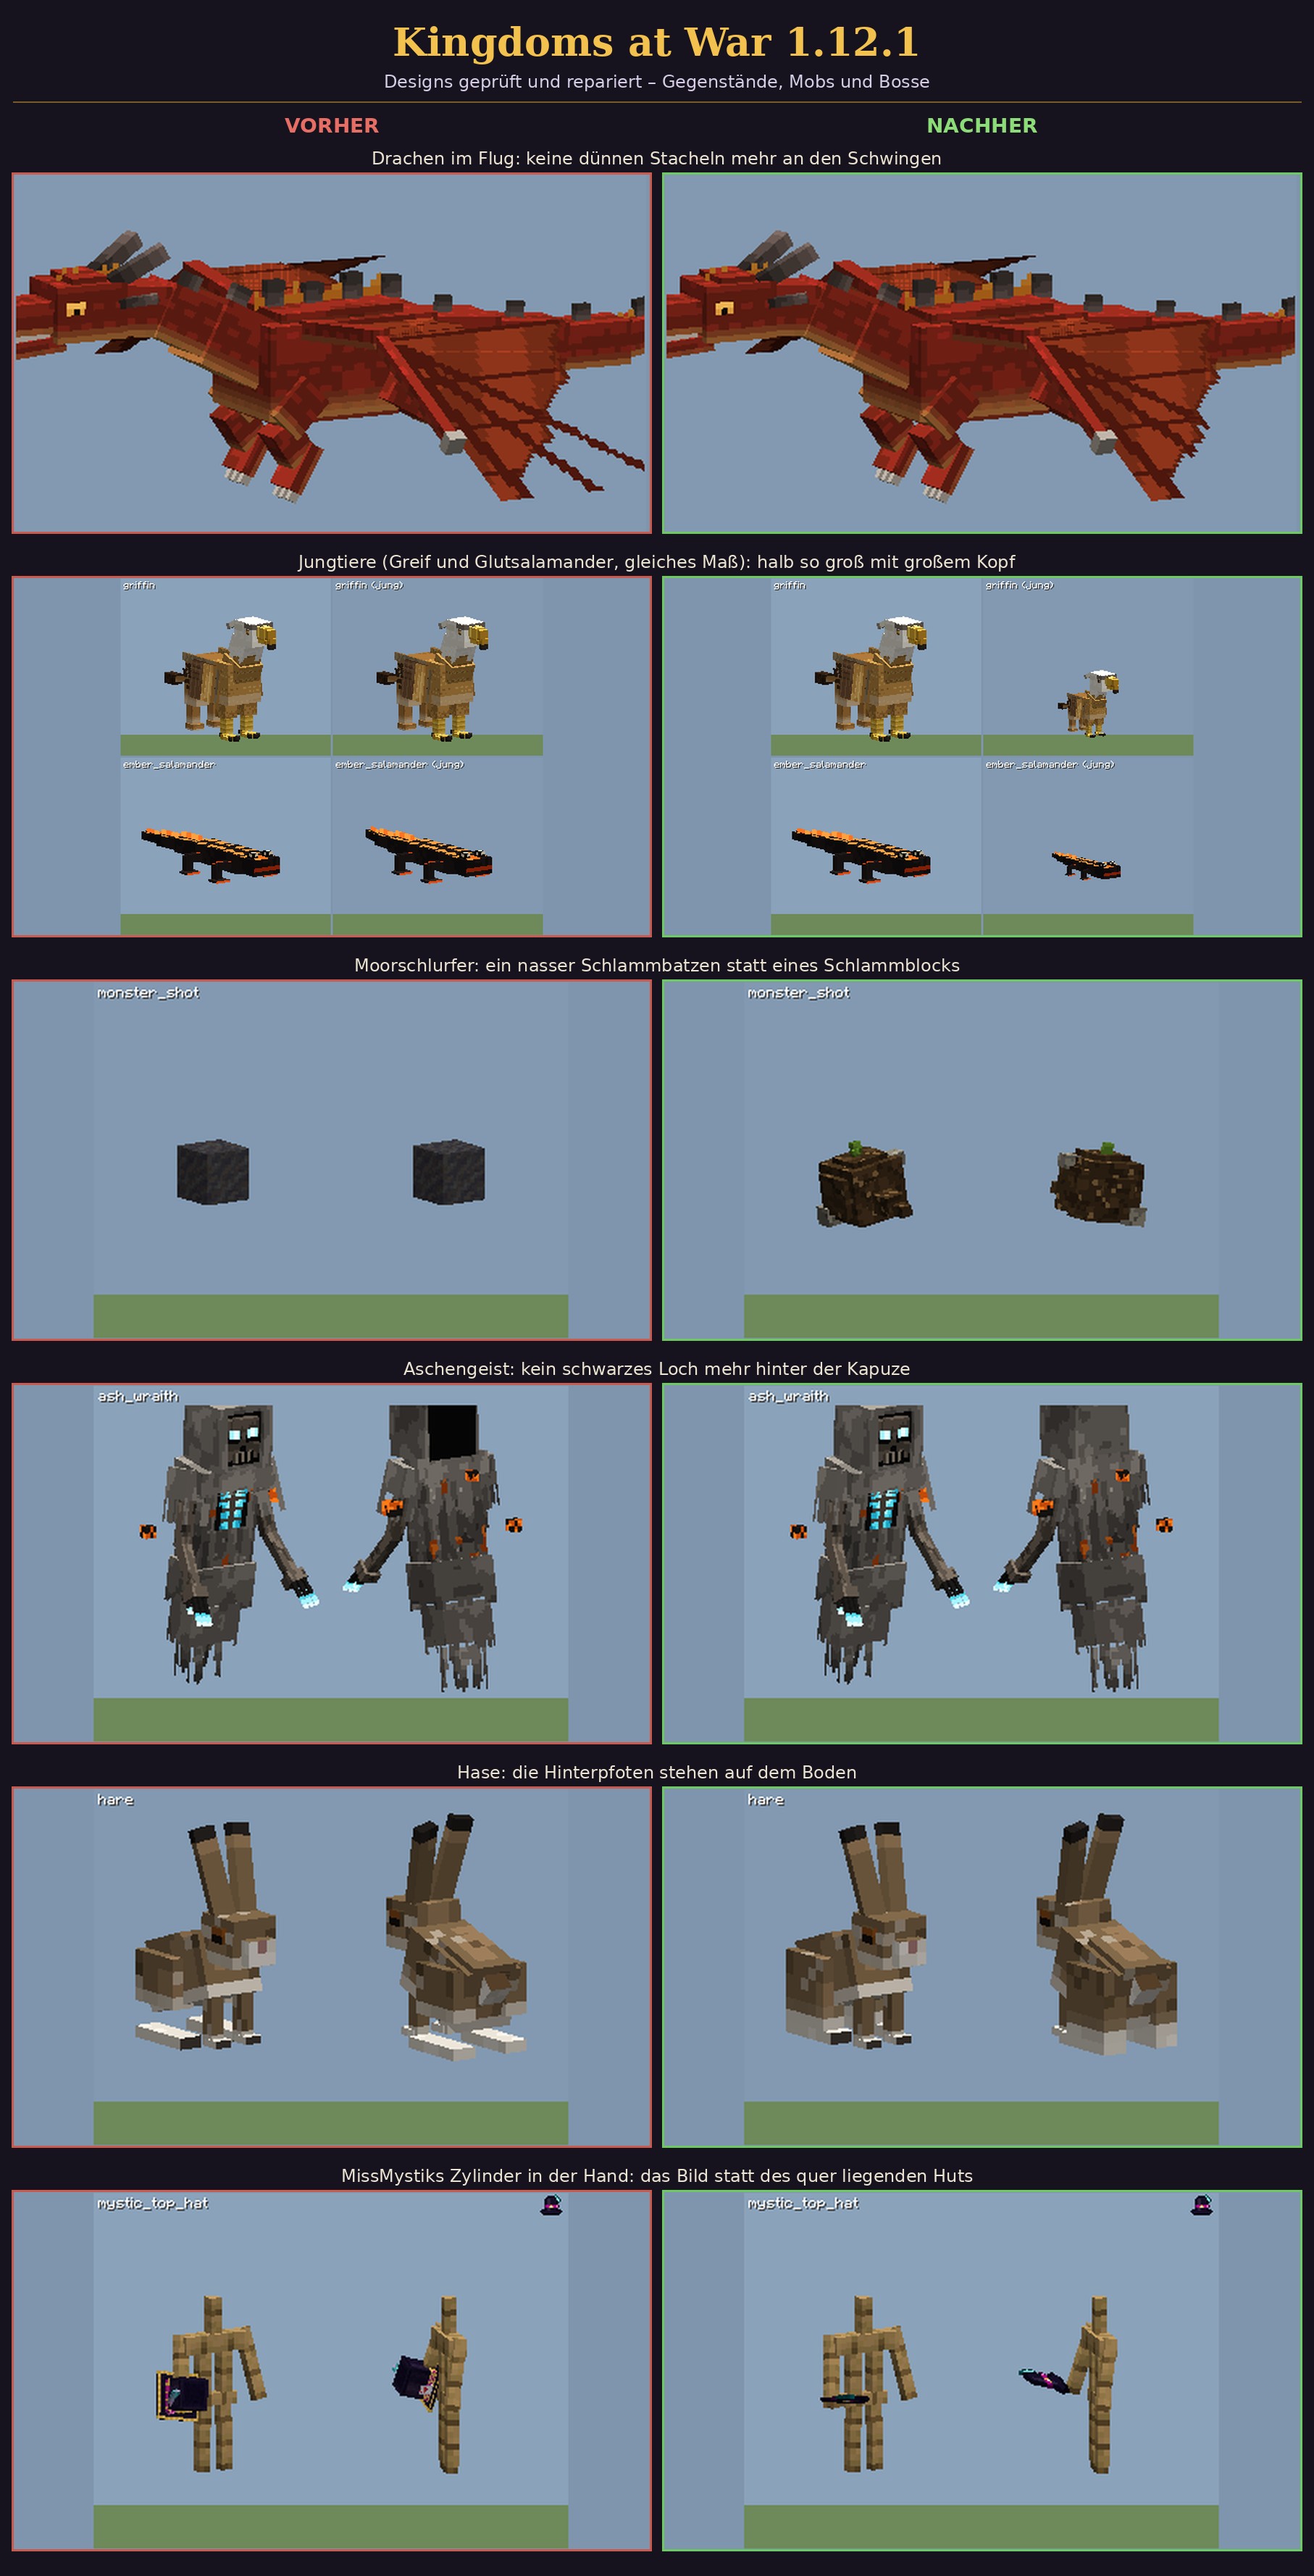 Kingdoms at War 1.12.1
Designs geprüft und repariert – Gegenstände, Mobs und Bosse
VORHER
NACHHER
Drachen im Flug: keine dünnen Stacheln mehr an den Schwingen
Jungtiere (Greif und Glutsalamander, gleiches Maß): halb so groß mit großem Kopf
griffin
griffin (jung)
griffin
griffin (jung)
ember_salamander
ember_salamander (jung)
ember_salamander
ember_salamander (jung)
Moorschlurfer: ein nasser Schlammbatzen statt eines Schlammblocks
monster_shot
monster_shot
Aschengeist: kein schwarzes Loch mehr hinter der Kapuze
ash_wraith
ash_wraith
Hase: die Hinterpfoten stehen auf dem Boden
hare
hare
MissMystiks Zylinder in der Hand: das Bild statt des quer liegenden Huts
mystic_top_hat
mystic_top_hat